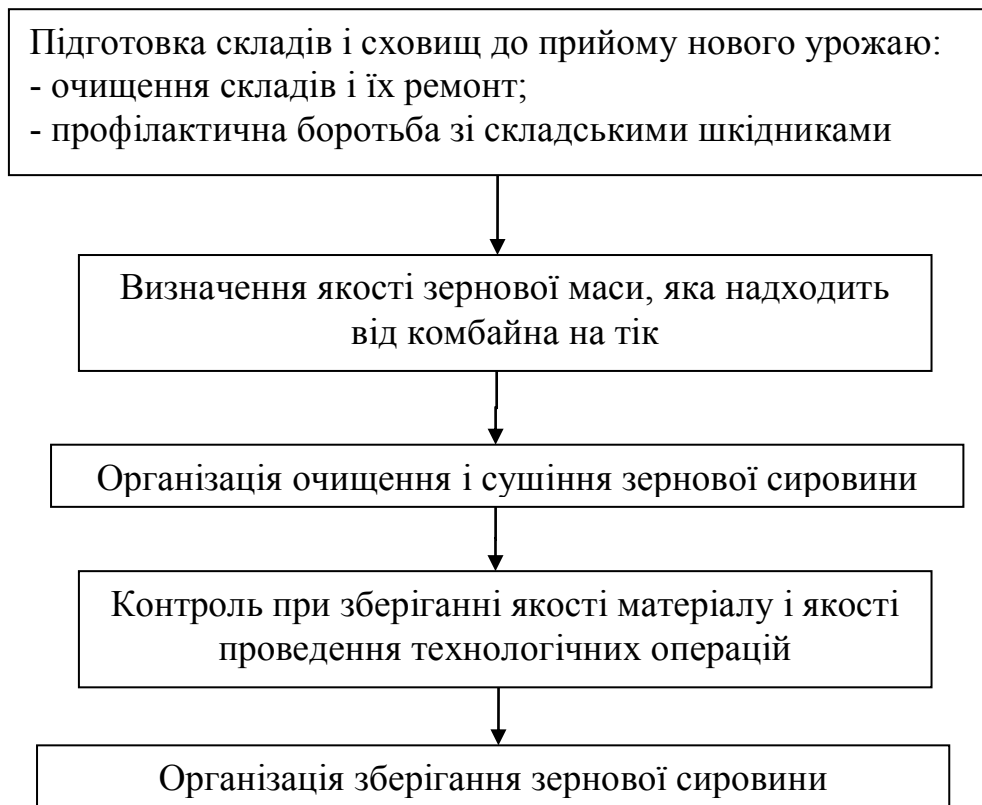 Підготовка складів і сховищ до прийому нового урожаю:
- очищення складів і їх ремонт;
- профілактична боротьба зі складськими шкідниками
Визначення якості зернової маси, яка надходить
від комбайна на тік
Організація очищення і сушіння зернової сировини
Контроль при зберіганні якості матеріалу і якості
проведення технологічних операцій
Організація зберігання зернової сировини